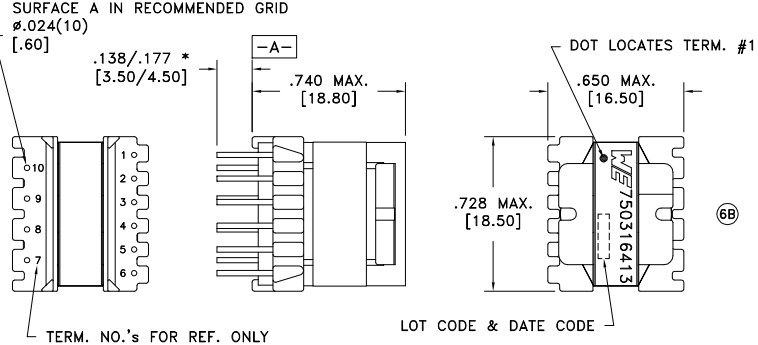 SURFACE A IN RECOMMENDED GRID
ø.024(10)
[.60]
.138/.177 *
[3.50/4.50]
-A-
.740 MAX.
[18.80]
DOT LOCATES TERM. #1
.650 MAX.
[16.50]
10
9
8
7
1
2
3
4
5
6
.728 MAX.
[18.50]
WE750316413
6B
TERM. NO.'s FOR REF. ONLY
LOT CODE & DATE CODE